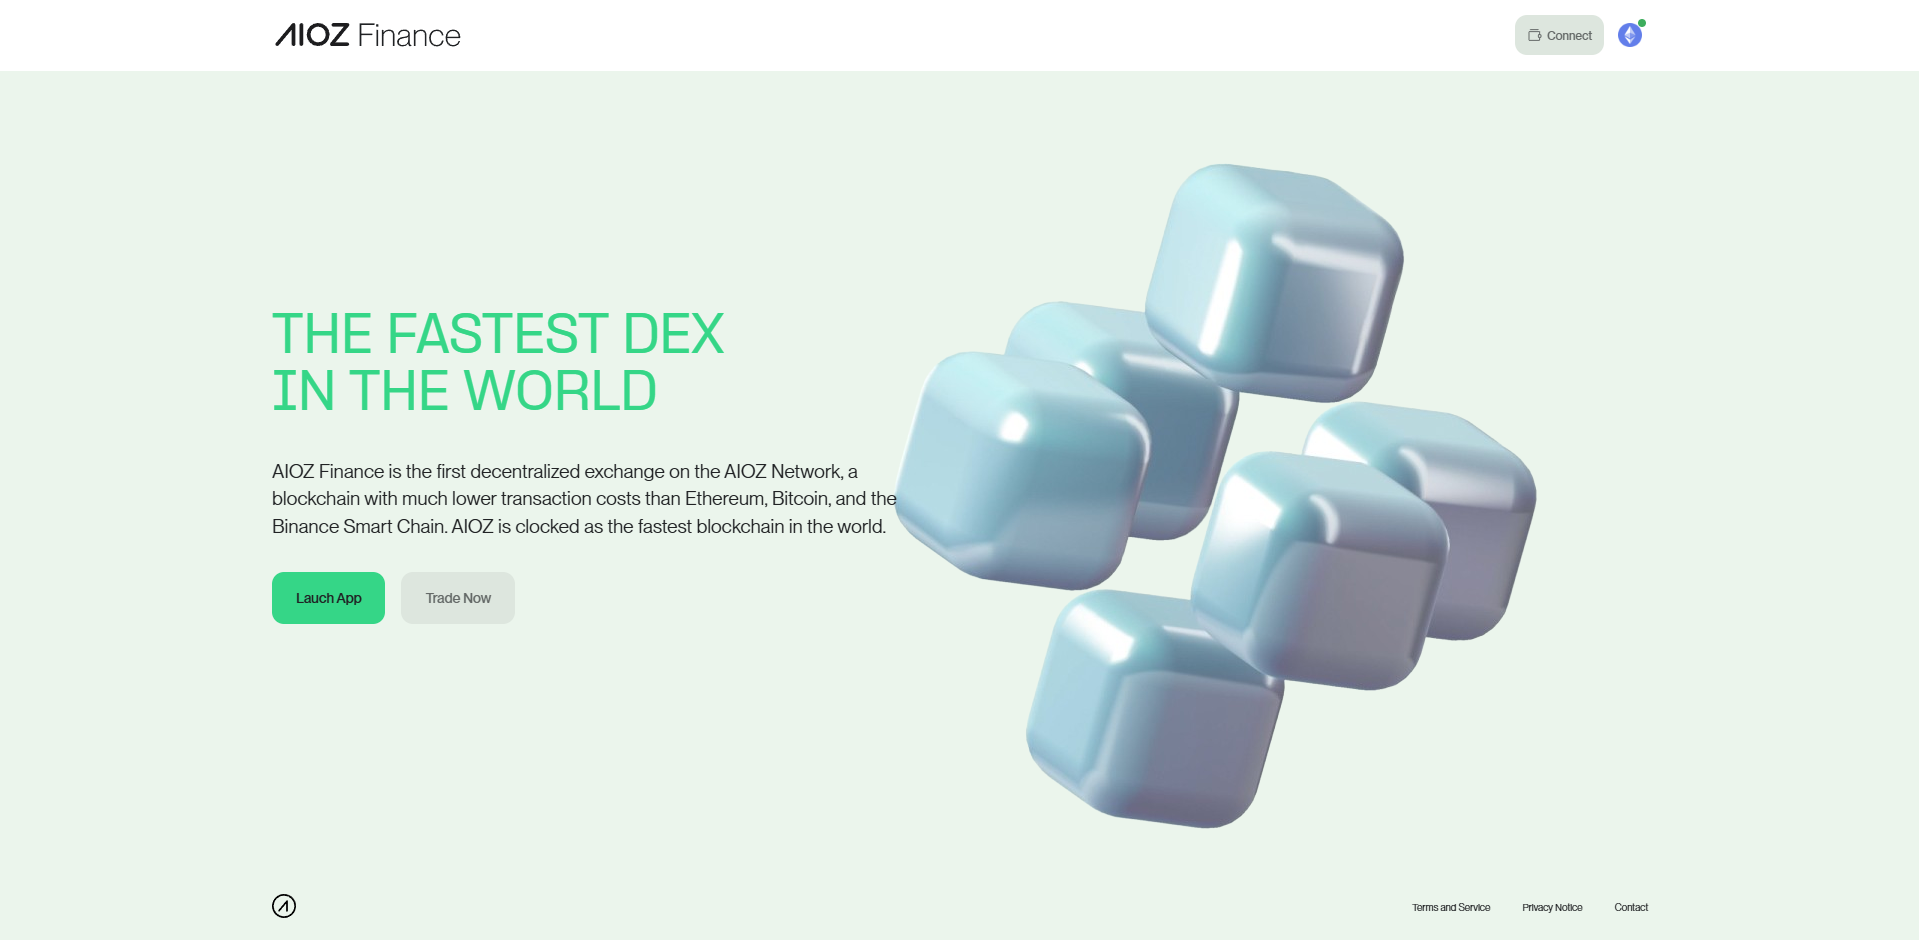 AIOZ Finance
Connect
THE FASTEST DEX
IN THE WORLD
AIOZ Finance is the first decentralized exchange on the AIOZ Network, a
blockchain with much lower transaction costs than Ethereum, Bitcoin, and the
Binance Smart Chain. AIOZ is clocked as the fastest blockchain in the world.
Lauch App
Trade Now
Terms and Service
Privacy Notice
Contact